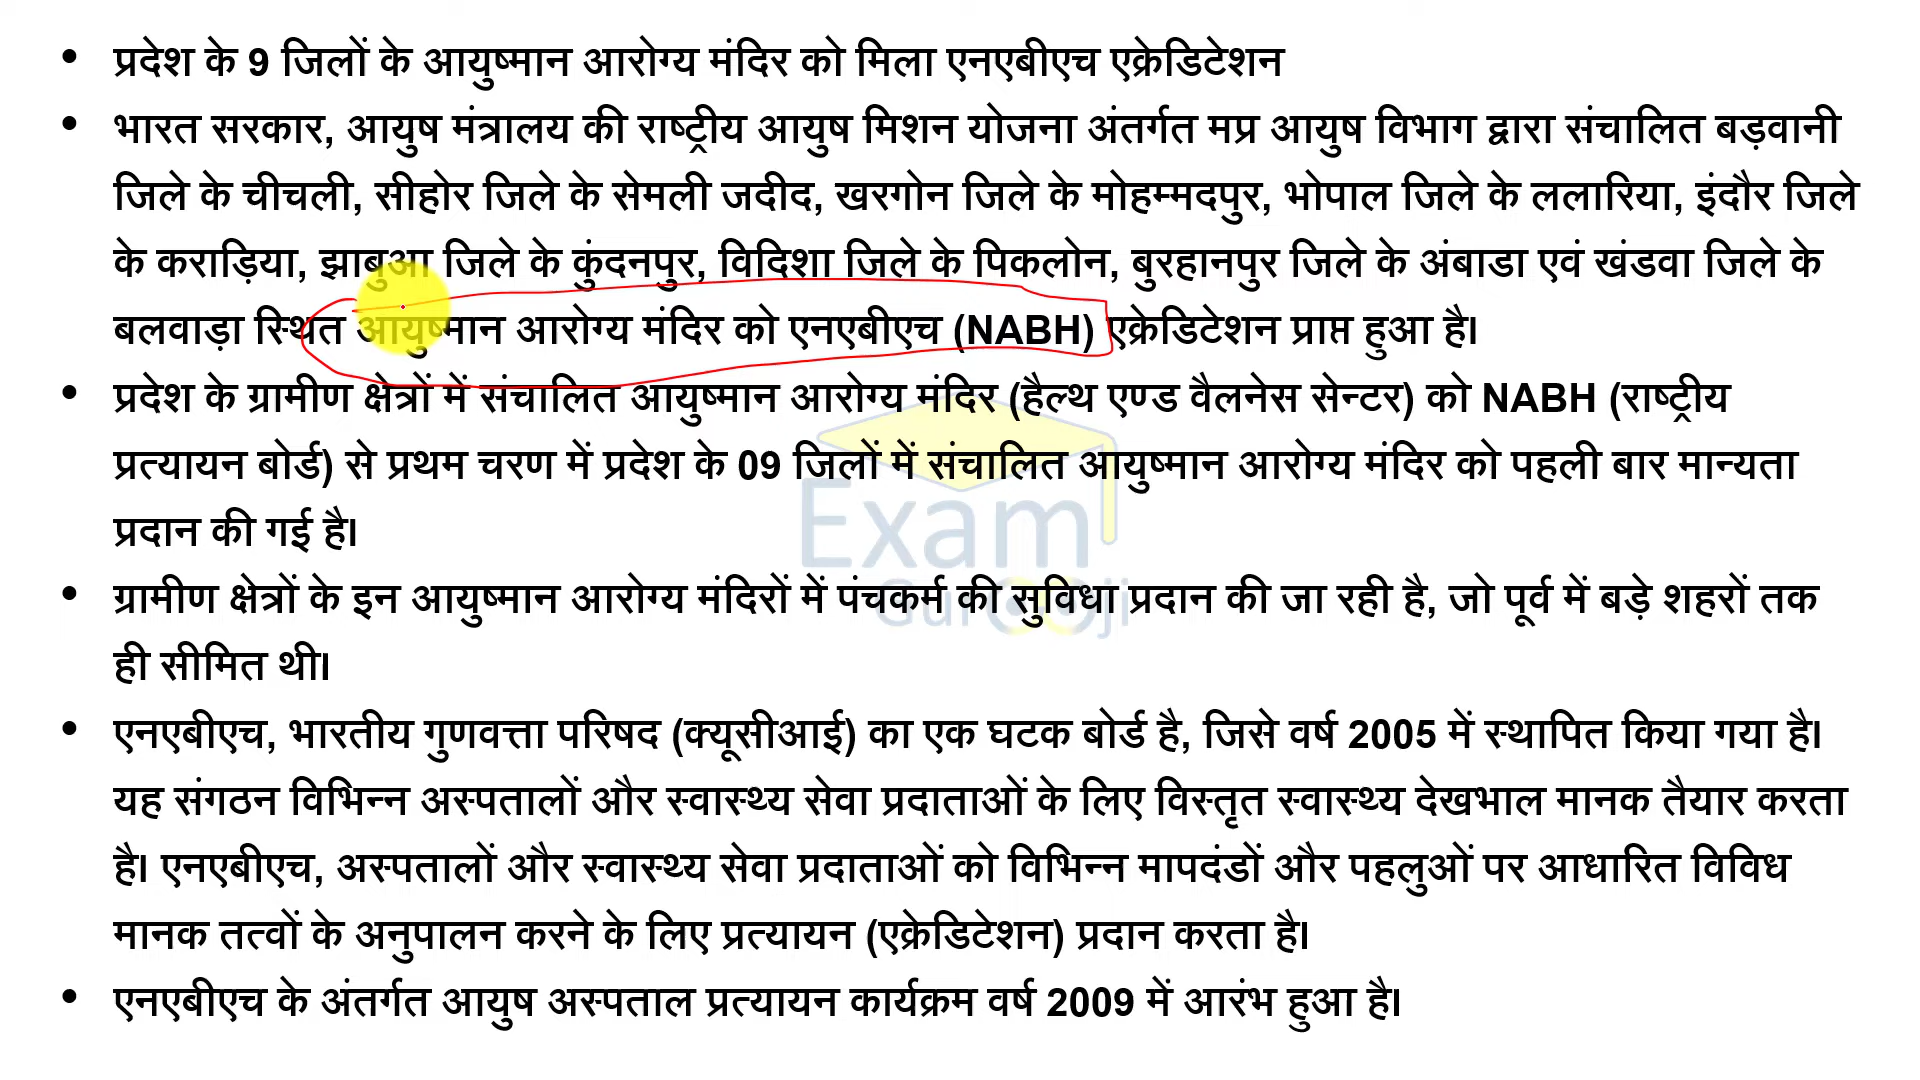 • प्रदेश के 9 जिलों के आयुष्मान आरोग्य मंदिर को मिला एनएबीएच एक्रेडिटेशन
• भारत सरकार, आयुष मंत्रालय की राष्ट्रीय आयुष मिशन योजना अंतर्गत मप्र आयुष विभाग द्वारा संचालित बड़वानी
जिले के चीचली, सीहोर जिले के सेमली जदीद, खरगोन जिले के मोहम्मदपुर, भोपाल जिले के ललारिया, इंदौर जिले
के कराड़िया, झाबुआ जिले के कुंदनपुर, विदिशा जिले के पिकलोन, बुरहानपुर जिले के अंबाडा एवं खंडवा जिले के
बलवाड़ा स्थित आयुष्मान आरोग्य मंदिर को एनएबीएच (NABH) एक्रेडिटेशन प्राप्त हुआ है।
• प्रदेश के ग्रामीण क्षेत्रों में संचालित आयुष्मान आरोग्य मंदिर (हैल्थ एण्ड वैलनेस सेन्टर) को NABH (राष्ट्रीय
प्रत्यायन बोर्ड) से प्रथम चरण में प्रदेश के 09 जिलों में संचालित आयुष्मान आरोग्य मंदिर को पहली बार मान्यता
प्रदान की गई है।
• ग्रामीण क्षेत्रों के इन आयुष्मान आरोग्य मंदिरों में पंचकर्म की सुविधा प्रदान की जा रही है, जो पूर्व में बड़े शहरों तक
ही सीमित थी।
• एनएबीएच, भारतीय गुणवत्ता परिषद (क्यूसीआई) का एक घटक बोर्ड है, जिसे वर्ष 2005 में स्थापित किया गया है।
यह संगठन विभिन्न अस्पतालों और स्वास्थ्य सेवा प्रदाताओं के लिए विस्तृत स्वास्थ्य देखभाल मानक तैयार करता
है। एनएबीएच, अस्पतालों और स्वास्थ्य सेवा प्रदाताओं को विभिन्न मापदंडों और पहलुओं पर आधारित विविध
मानक तत्वों के अनुपालन करने के लिए प्रत्यायन (एक्रेडिटेशन) प्रदान करता है।
• एनएबीएच के अंतर्गत आयुष अस्पताल प्रत्यायन कार्यक्रम वर्ष 2009 में आरंभ हुआ है।
Exam
Gurooji